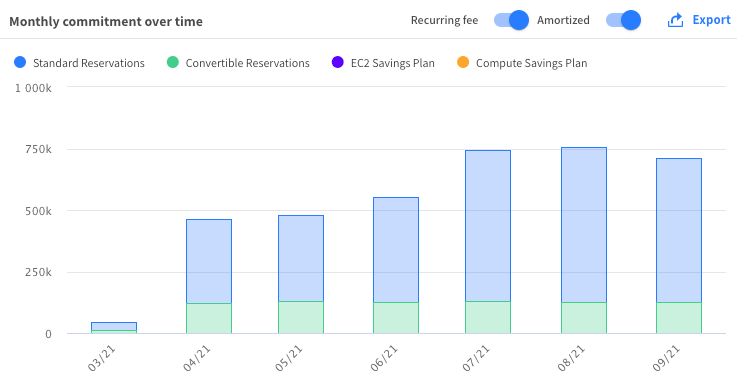 Monthly commitment over time
Recurring fee
Amortized
Export
Standard Reservations
Convertible Reservations
EC2 Savings Plan
Compute Savings Plan
1 000k
750k
500k
250k
0
03/21
04/21
05/21
06/21
07/21
08/21
09/21